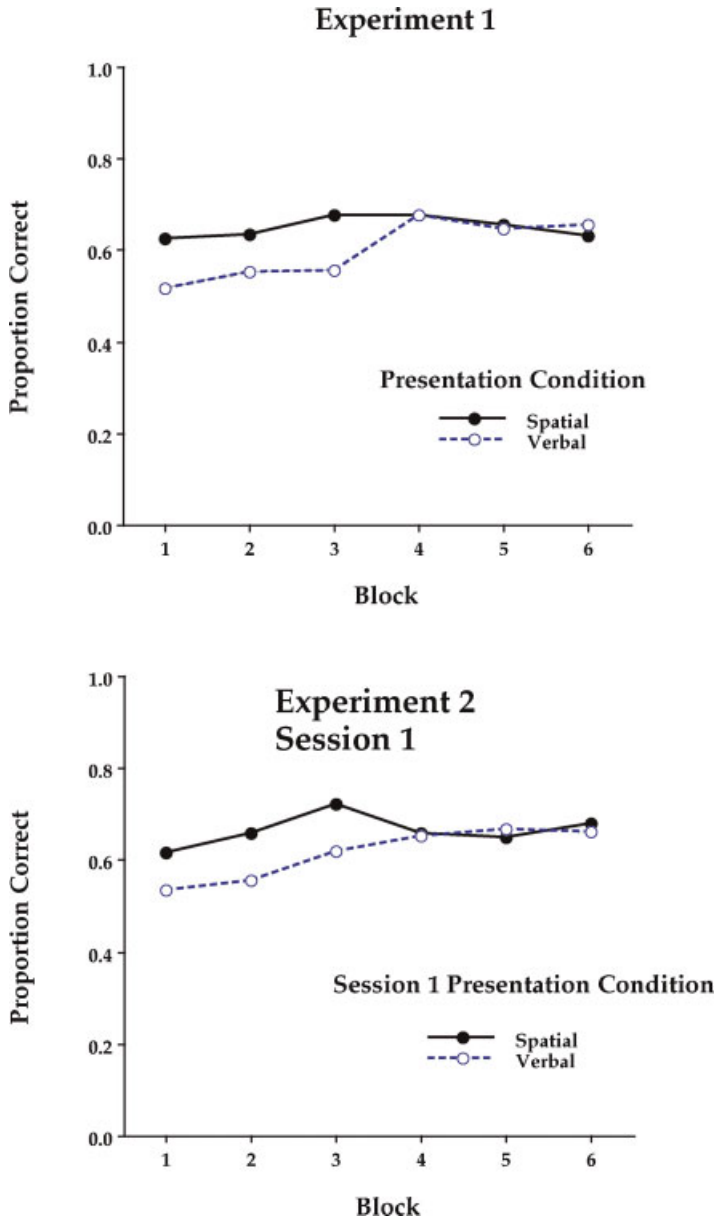 Experiment 1
1.0
0.8
0.6
0.4
0.2
0.0
Proportion Correct
Presentation Condition
Spatial
Verbal
1 2 3 4 5 6
Block
Experiment 2
Session 1
1.0
0.8
0.6
0.4
0.2
0.0
Proportion Correct
Session 1 Presentation Condition
Spatial
Verbal
1 2 3 4 5 6
Block